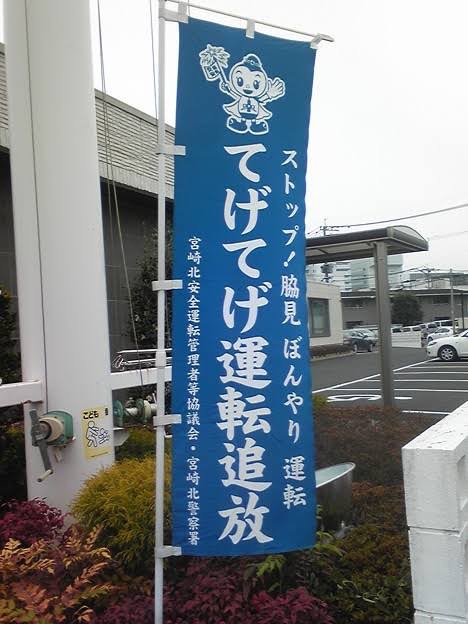 ストップ!脇見 ぼんやり 運転
てげてげ運転追放
宮崎北安全運転管理者等協議会・宮崎北警察署
こども